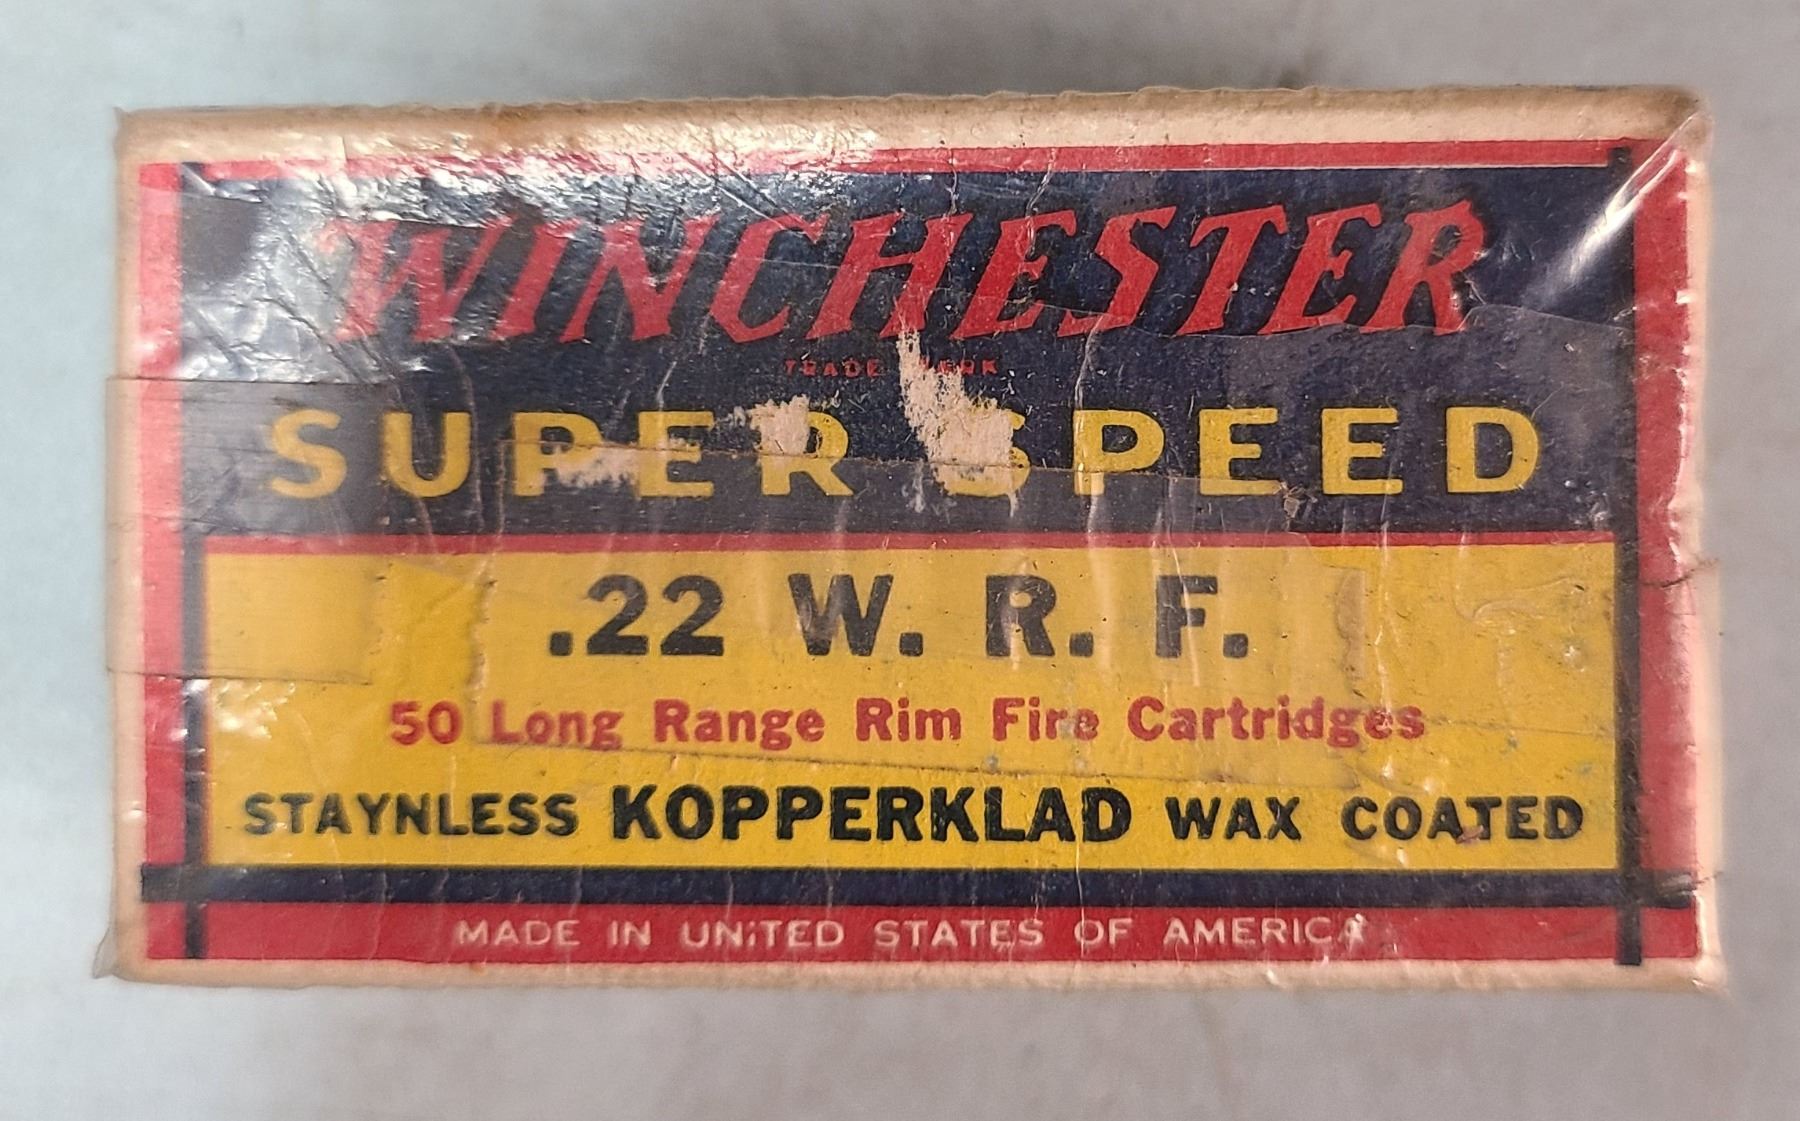 WINCHESTER
TRADE MARK
SUPER SPEED
.22 W. R. F.
50 Long Range Rim Fire Cartridges
STAYNLESS KOPPERKLAD WAX COATED
MADE IN UNITED STATES OF AMERICA